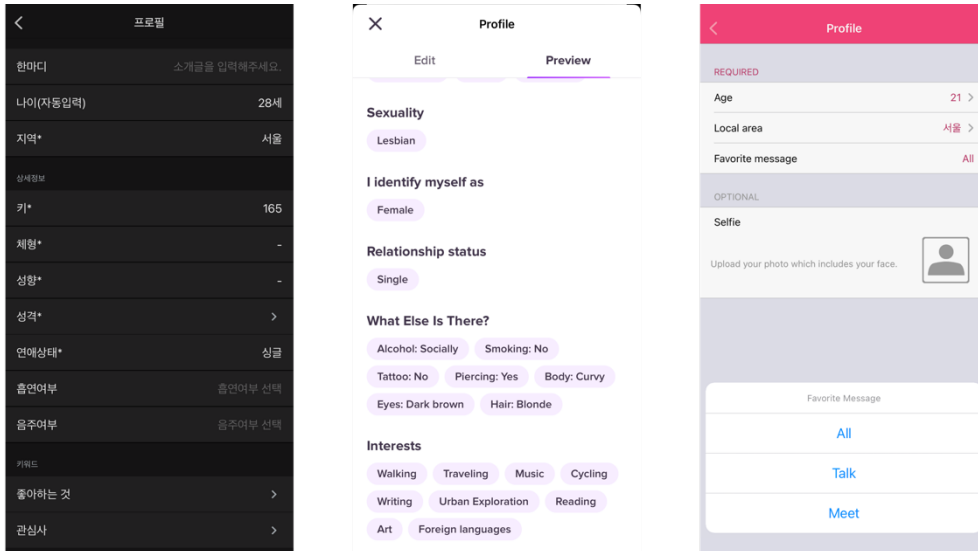 프로필
한마디 소개글을 입력해주세요.
나이(자동입력) 28세
지역* 서울
상세정보
키* 165
체형* -
성향* -
성격*
연애상태* 싱글
흡연여부 흡연여부 선택
음주여부 음주여부 선택
키워드
좋아하는 것
관심사
Profile
Edit Preview
Sexuality
Lesbian
I identify myself as
Female
Relationship status
Single
What Else Is There?
Alcohol: Socially Smoking: No
Tattoo: No Piercing: Yes Body: Curvy
Eyes: Dark brown Hair: Blonde
Interests
Walking Traveling Music Cycling
Writing Urban Exploration Reading
Art Foreign languages
Profile
REQUIRED
Age 21
Local area 서울
Favorite message All
OPTIONAL
Selfie
Upload your photo which includes your face.
Favorite Message
All
Talk
Meet